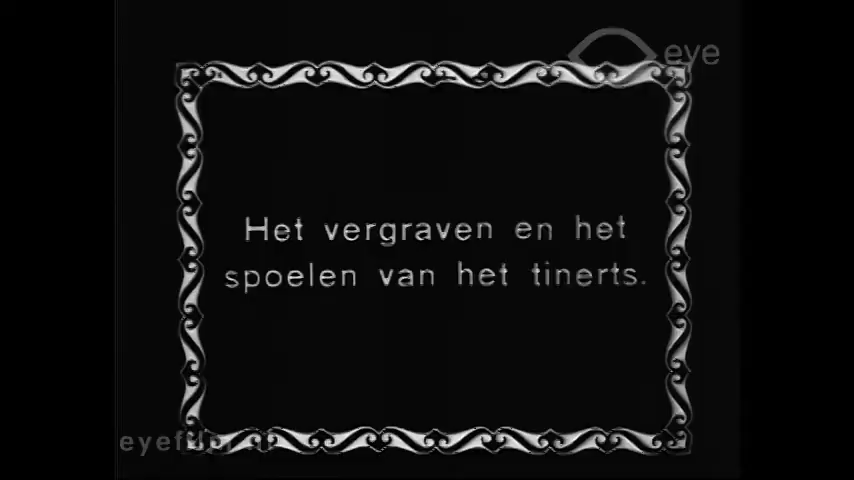 eye
Het vergraven en het
spoelen van het tinerts.